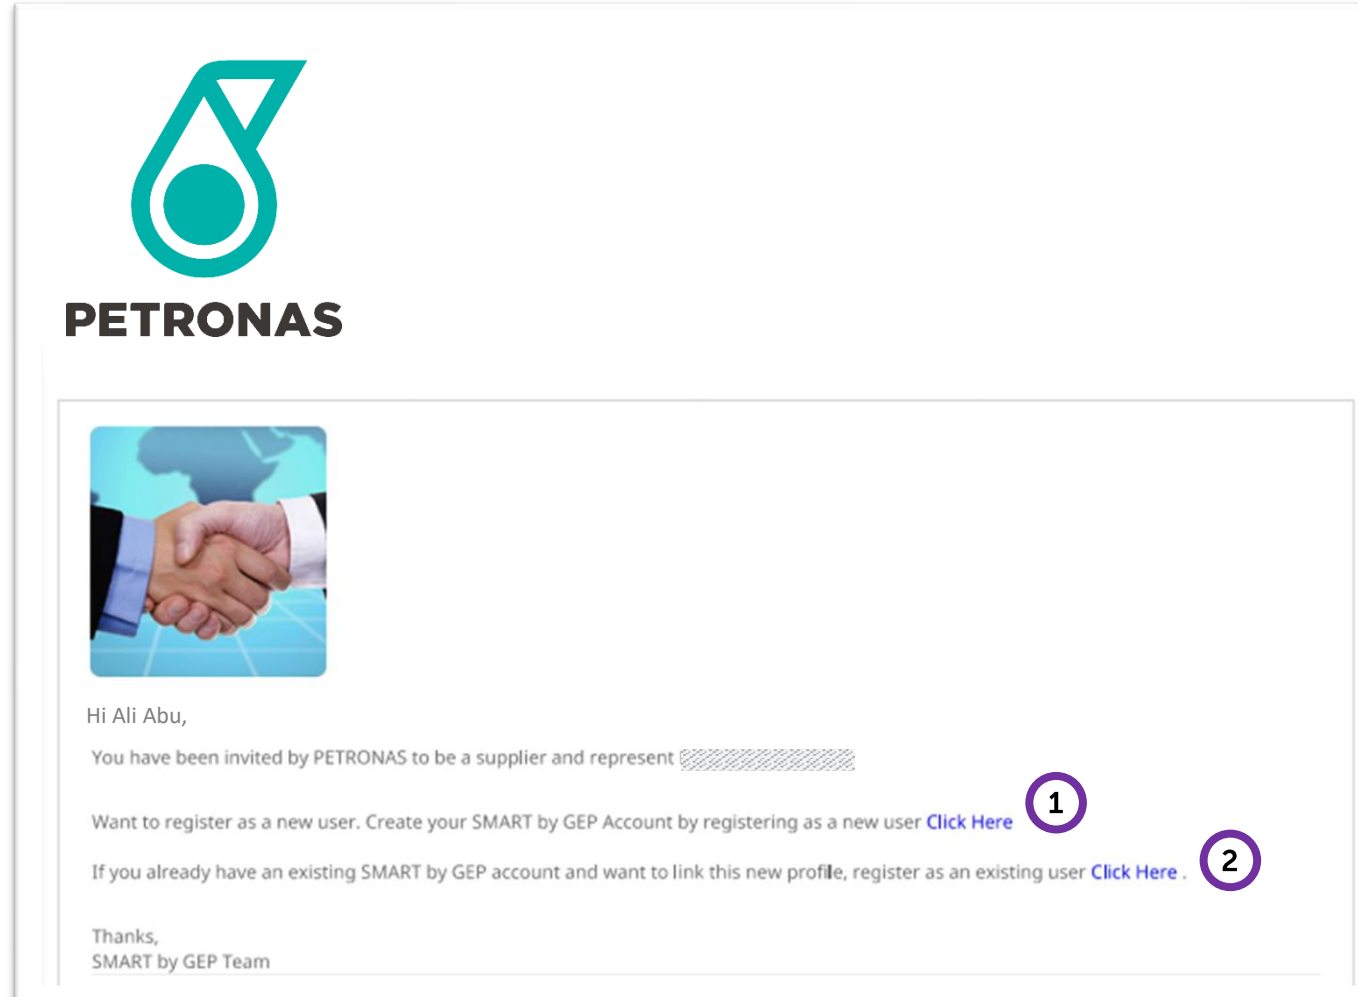 PETRONAS
Hi Ali Abu,
You have been invited by PETRONAS to be a supplier and represent
1
Want to register as a new user. Create your SMART by GEP Account by registering as a new user Click Here
2
If you already have an existing SMART by GEP account and want to link this new profile, register as an existing user Click Here .
Thanks,
SMART by GEP Team